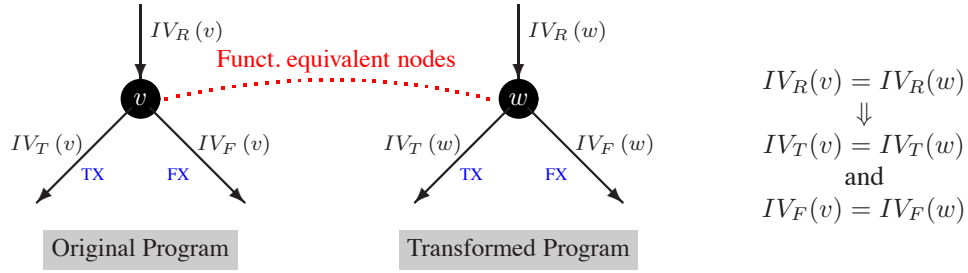 IV_R (v)
IV_R (w)
Funct. equivalent nodes
v
w
IV_T (v)
IV_F (v)
IV_T (w)
IV_F (w)
TX
FX
TX
FX
Original Program
Transformed Program
IV_R(v) = IV_R(w)
⇓
IV_T(v) = IV_T(w)
and
IV_F(v) = IV_F(w)